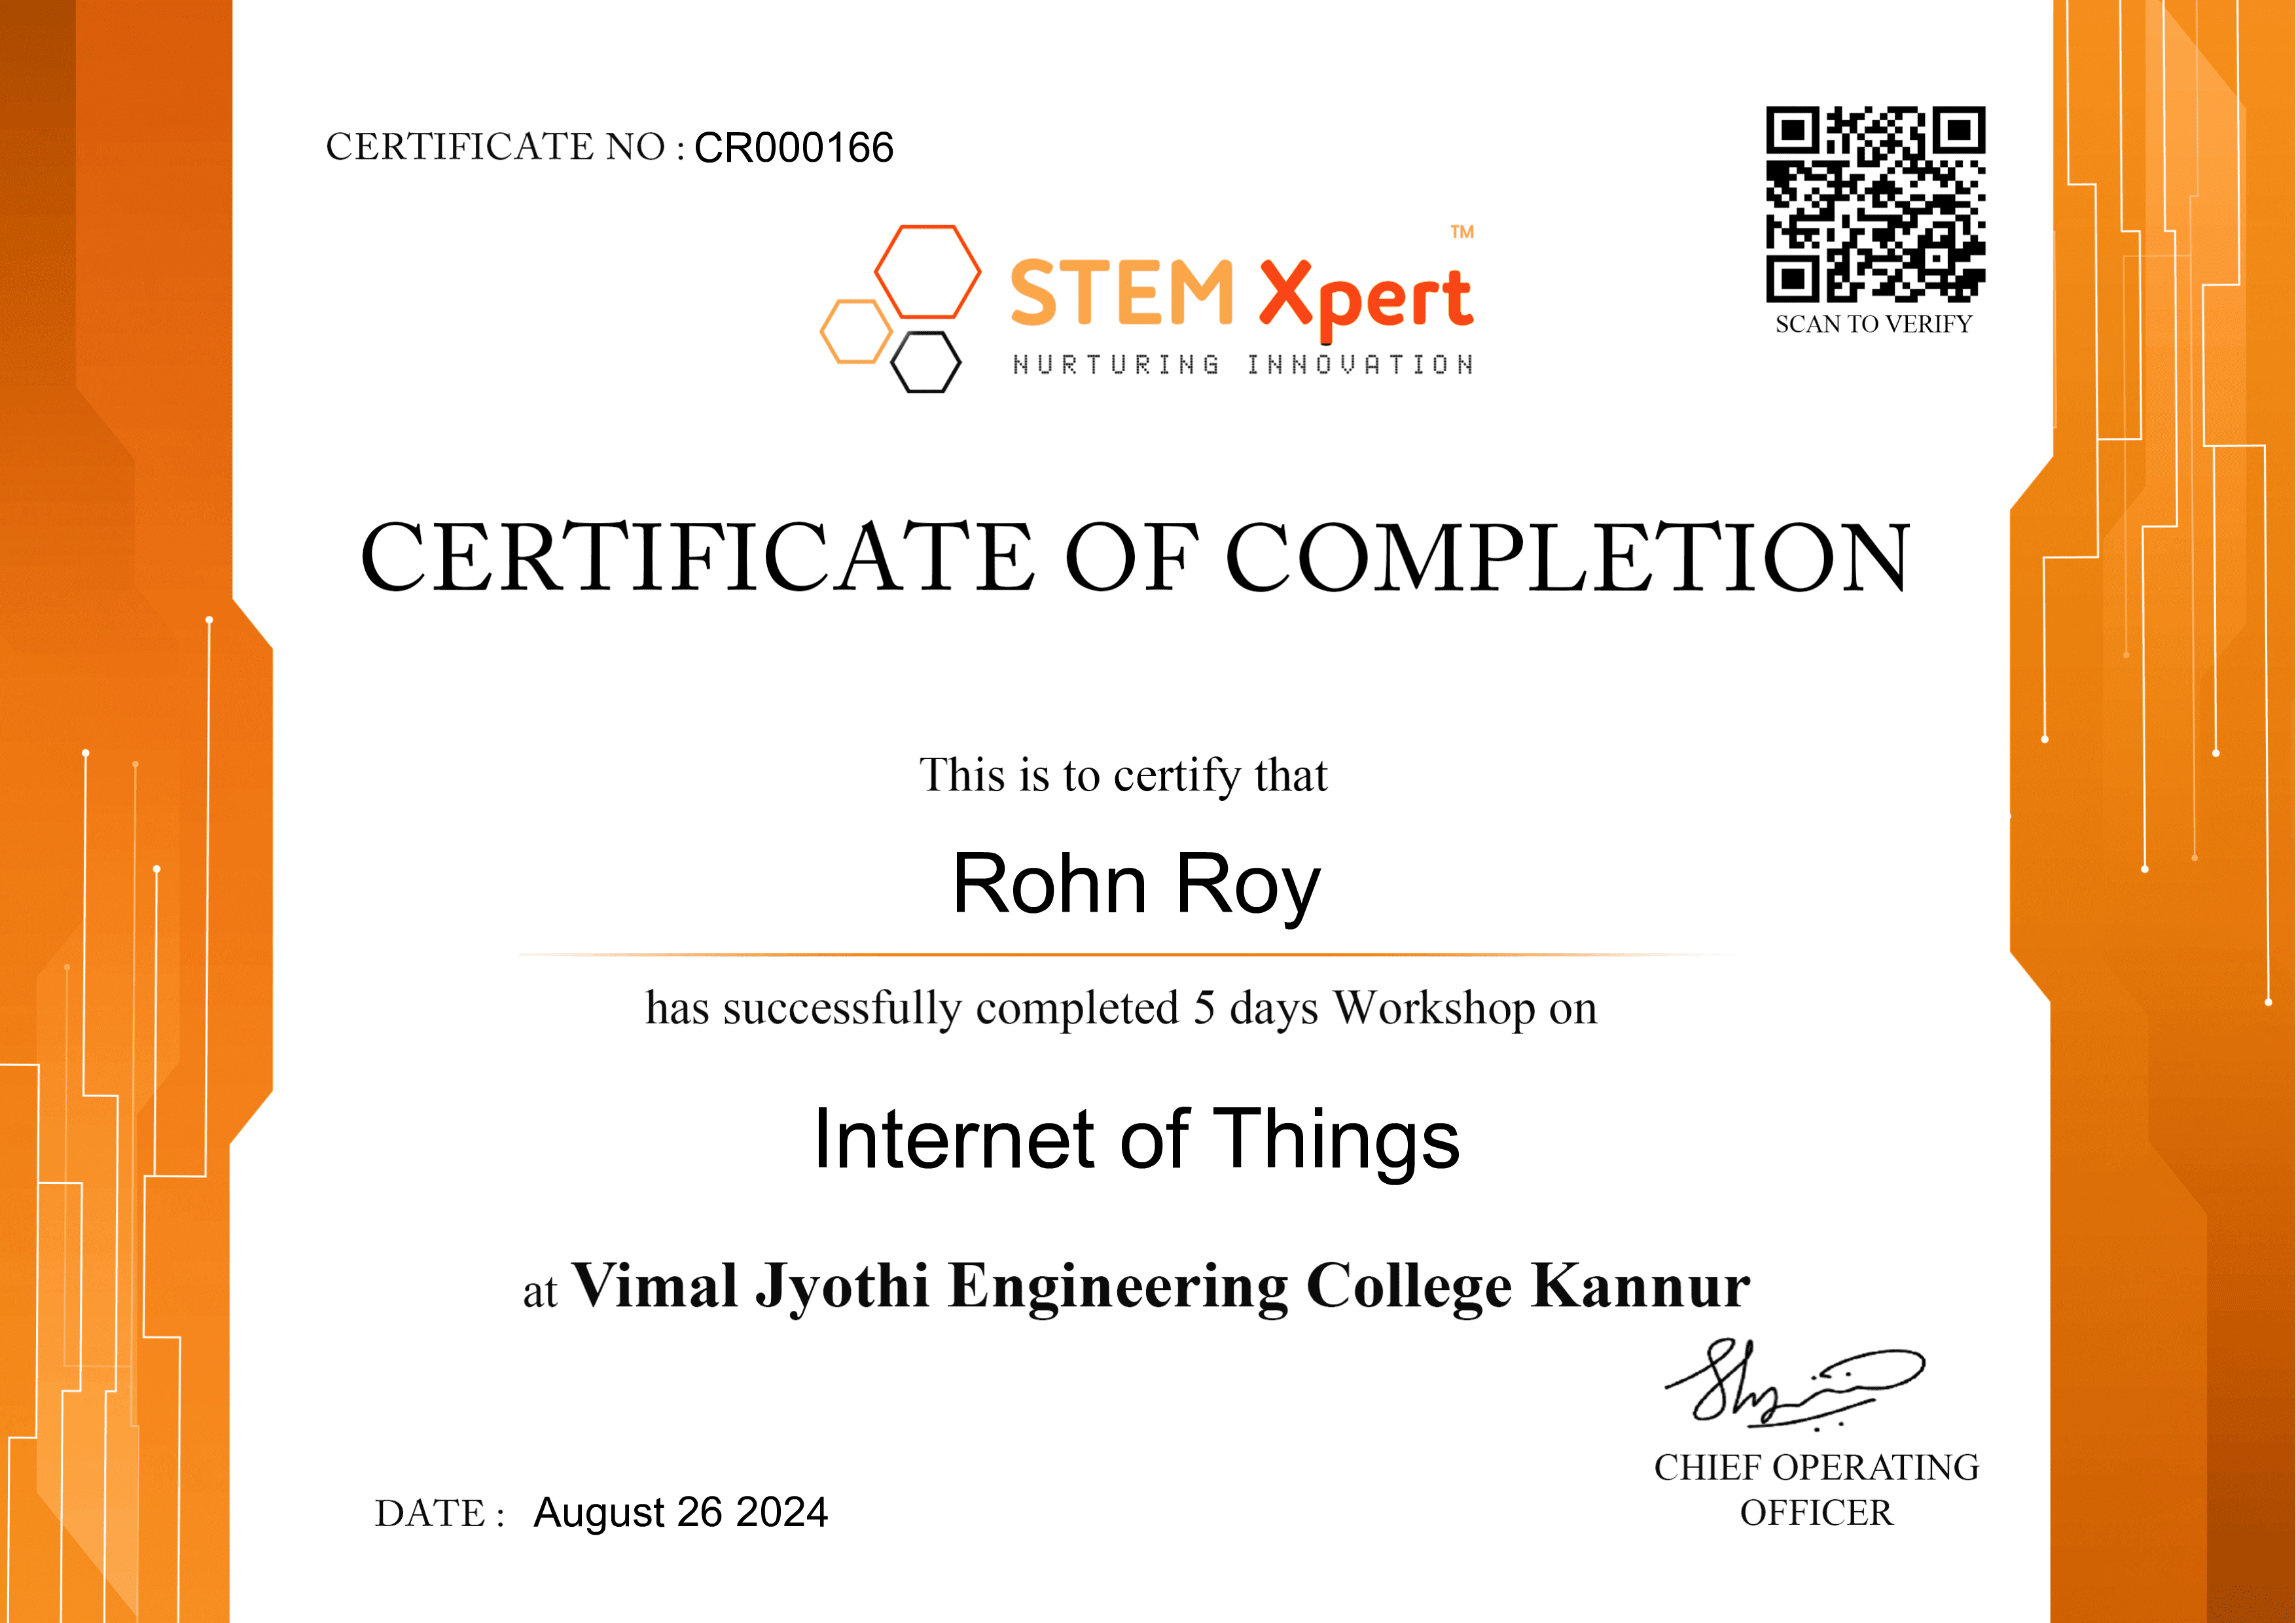 CERTIFICATE NO : CR000166
STEM Xpert ™
NURTURING INNOVATION
SCAN TO VERIFY
CERTIFICATE OF COMPLETION
This is to certify that
Rohn Roy
has successfully completed 5 days Workshop on
Internet of Things
at Vimal Jyothi Engineering College Kannur
CHIEF OPERATING
OFFICER
DATE : August 26 2024